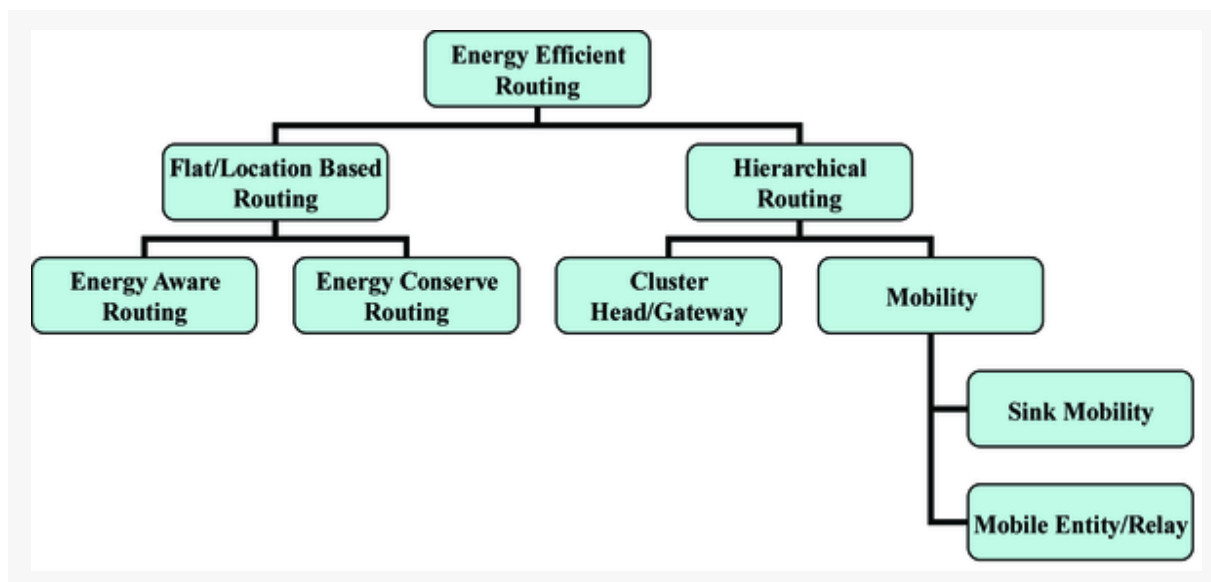 Energy Efficient
Routing
Flat/Location Based
Routing
Hierarchical
Routing
Energy Aware
Routing
Energy Conserve
Routing
Cluster
Head/Gateway
Mobility
Sink Mobility
Mobile Entity/Relay